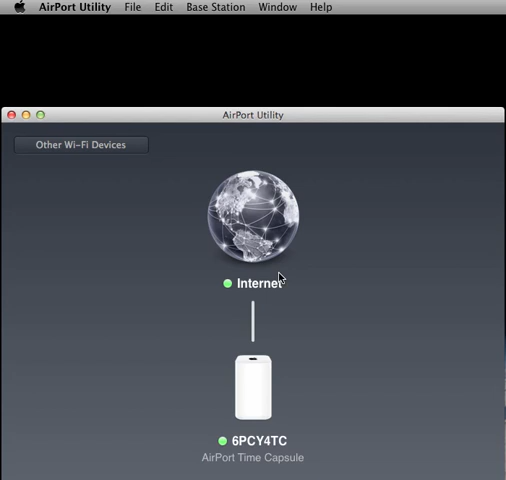 AirPort Utility File Edit Base Station Window Help
AirPort Utility
Other Wi-Fi Devices
Internet
6PCY4TC
AirPort Time Capsule